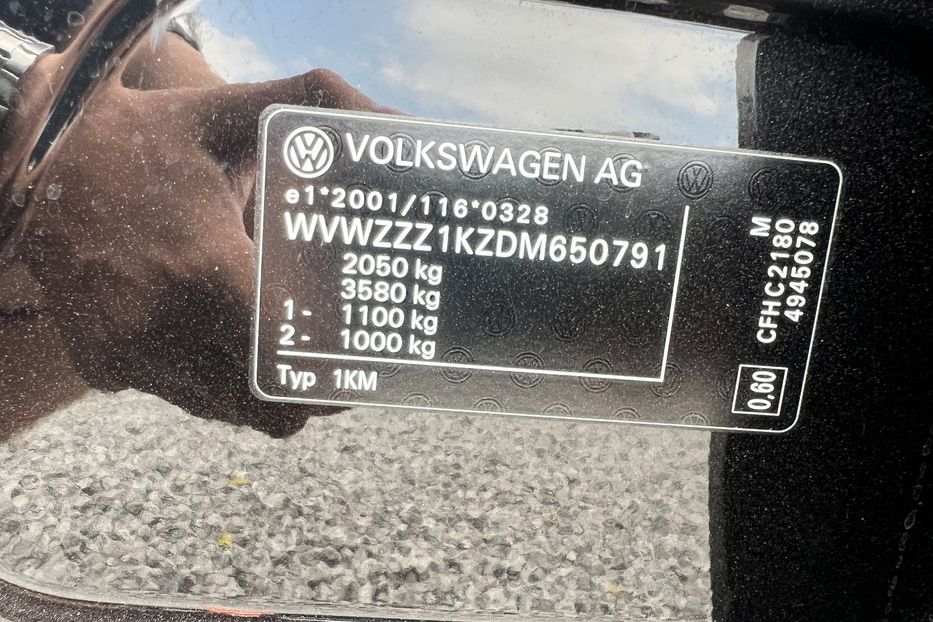 VOLKSWAGEN AG
e1*2001/116*0328
WVWZZZ1KZDM650791
2050 kg
3580 kg
1- 1100 kg
2- 1000 kg
Typ 1KM
M
CFHC2180
4945078
0,60